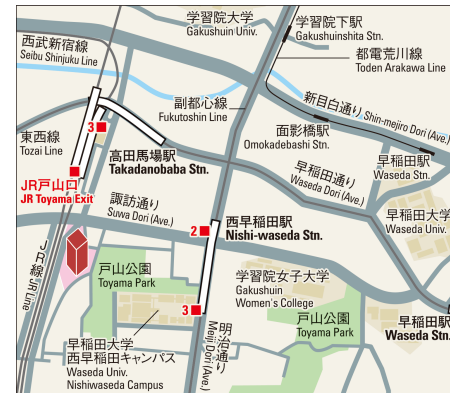 学習院大学
Gakushuin Univ.
学習院下駅
Gakushuinshita Stn.
西武新宿線
Seibu Shinjuku Line
都電荒川線
Toden Arakawa Line
副都心線
Fukutoshin Line
新目白通り Shin-mejiro Dori (Ave.)
面影橋駅
Omokadebashi Stn.
3
東西線
Tozai Line
高田馬場駅
Takadanobaba Stn.
早稲田通り
Waseda Dori (Ave.)
早稲田駅
Waseda Stn.
JR戸山口
JR Toyama Exit
諏訪通り
Suwa Dori (Ave.)
2
西早稲田駅
Nishi-waseda Stn.
早稲田大学
Waseda Univ.
JR線 JR Line
戸山公園
Toyama Park
学習院女子大学
Gakushuin
Women's College
3
戸山公園
Toyama Park
早稲田駅
Waseda Stn.
明治通り
Meiji Dori (Ave.)
早稲田大学
西早稲田キャンパス
Waseda Univ.
Nishiwaseda Campus